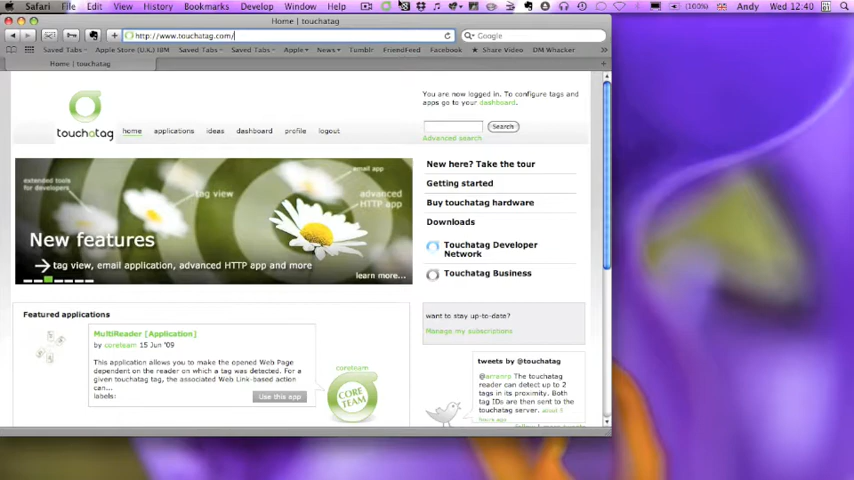 Safari File Edit View History Bookmarks Develop Window Help (100%) Andy Wed 12:40
Home | touchatag
http://www.touchatag.com/
Google
Saved Tabs Apple Store (U.K.) IBM Saved Tabs Apple News Tumblr FriendFeed Facebook Share Video DM Whacker
Home | touchatag
You are now logged in. To configure tags and
apps go to your dashboard.
touchatag
home applications ideas dashboard profile logout
Search
Advanced search
extended tools
for developers
tag view
email app
advanced
HTTP app
New features
tag view, email application, advanced HTTP app and more
learn more...
New here? Take the tour
Getting started
Buy touchatag hardware
Downloads
Touchatag Developer
Network
Touchatag Business
Featured applications
MultiReader [Application]
by coreteam 15 Jun '09
This application allows you to make the opened Web Page
dependent on the reader on which a tag was detected. For a
given touchatag tag, the associated Web Link-based action
can...
labels:
Use this app
coreteam
CORE
TEAM
want to stay up-to-date?
Manage my subscriptions
tweets by @touchatag
The touchatag
reader can detect up to 2
tags in its proximity. Both
tag IDs are then sent to the
touchatag server.
hours ago